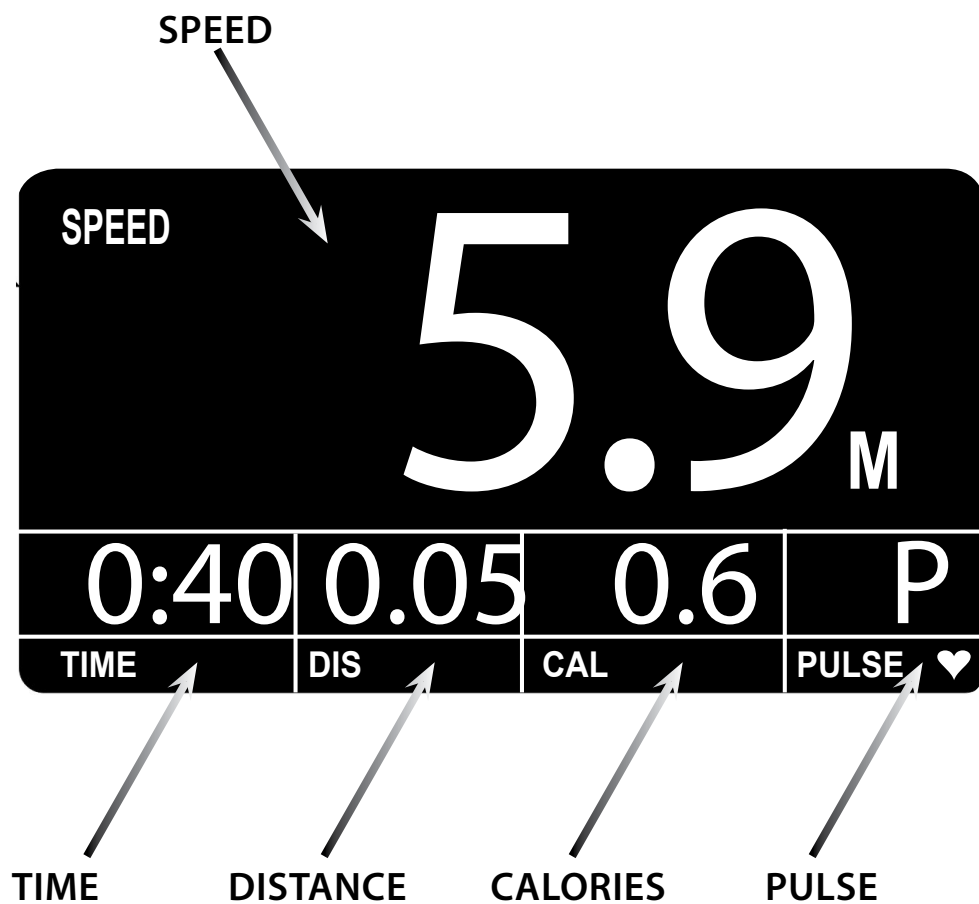 SPEED
SPEED
5.9
M
0:40 0.05 0.6 P
TIME DIS CAL PULSE
TIME DISTANCE CALORIES PULSE